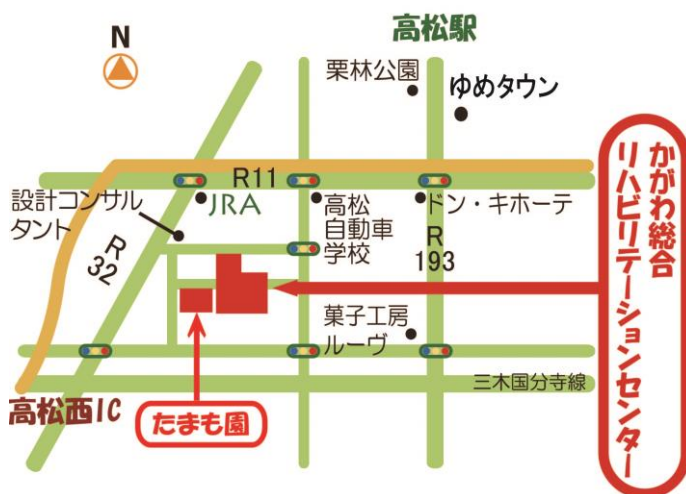 高松駅
N
栗林公園
ゆめタウン
R11
設計コンサル
タント
JRA
高松
自動車
学校
ドン・キホーテ
R
193
R
32
かがわ総合
リハビリテーションセンター
菓子工房
ルーヴ
三木国分寺線
高松西IC
たまも園